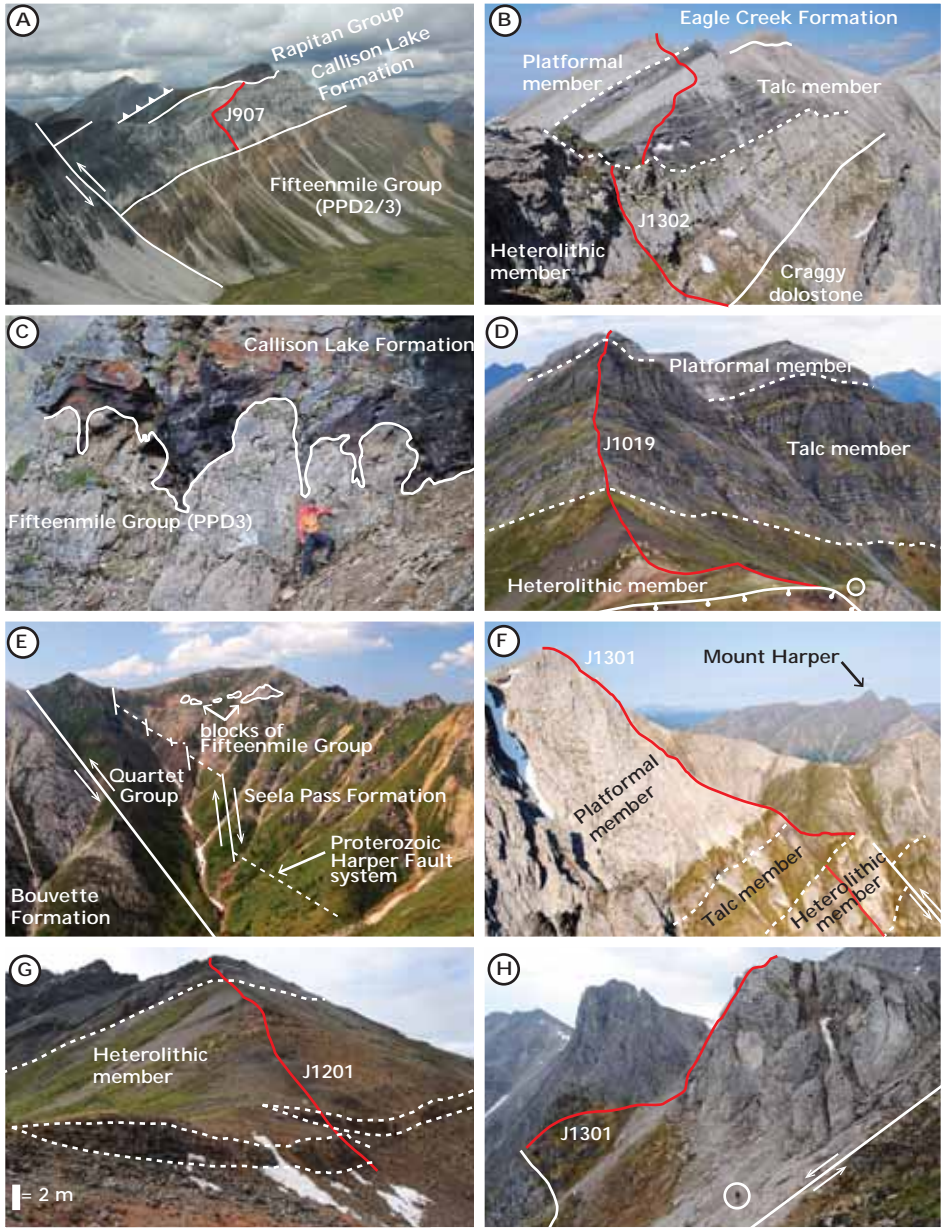 A
Rapitan Group
Callison Lake
Formation
J907
Fifteenmile Group
(PPD2/3)
B
Eagle Creek Formation
Platformal
member
Talc member
J1302
Heterolithic
member
Craggy
dolostone
C
Callison Lake Formation
Fifteenmile Group (PPD3)
D
Platformal member
J1019
Talc member
Heterolithic member
E
blocks of
Fifteenmile Group
Quartet
Group
Seela Pass Formation
Proterozoic
Harper Fault
system
Bouvette
Formation
F
J1301
Mount Harper
Platformal
member
Talc member
Heterolithic
member
G
Heterolithic
member
J1201
= 2 m
H
J1301